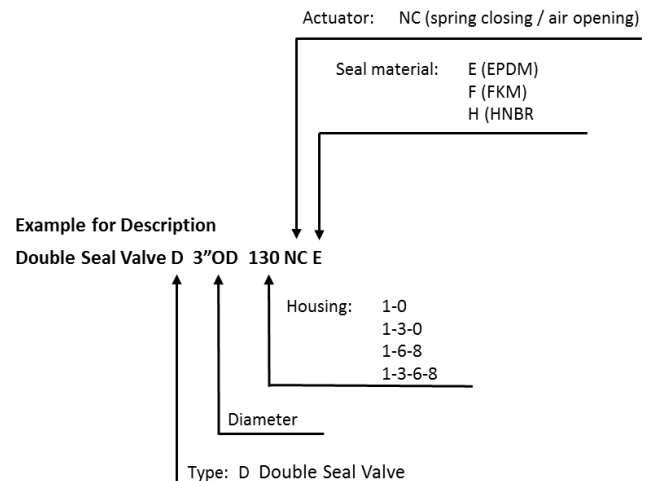 Actuator: NC (spring closing / air opening)
Seal material: E (EPDM)
F (FKM)
H (HNBR
Example for Description
Double Seal Valve D 3”OD 130 NC E
Housing: 1-0
1-3-0
1-6-8
1-3-6-8
Diameter
Type: D Double Seal Valve